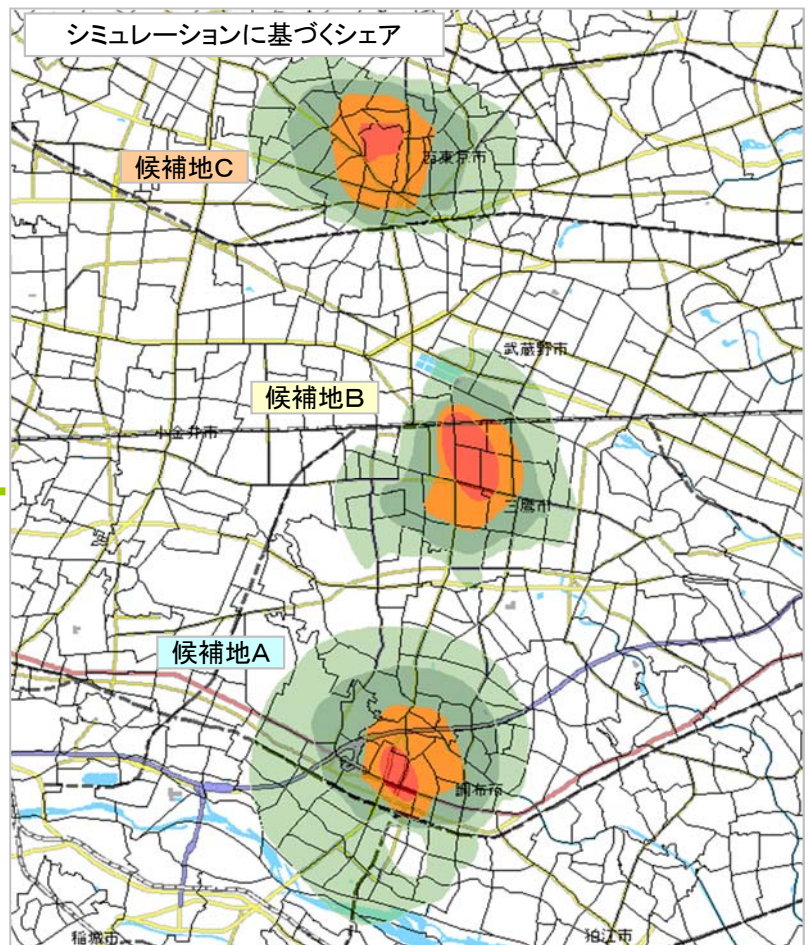 シミュレーションに基づくシェア
候補地C
西東京市
武蔵野市
候補地B
小金井市
三鷹市
候補地A
調布市
稲城市
狛江市